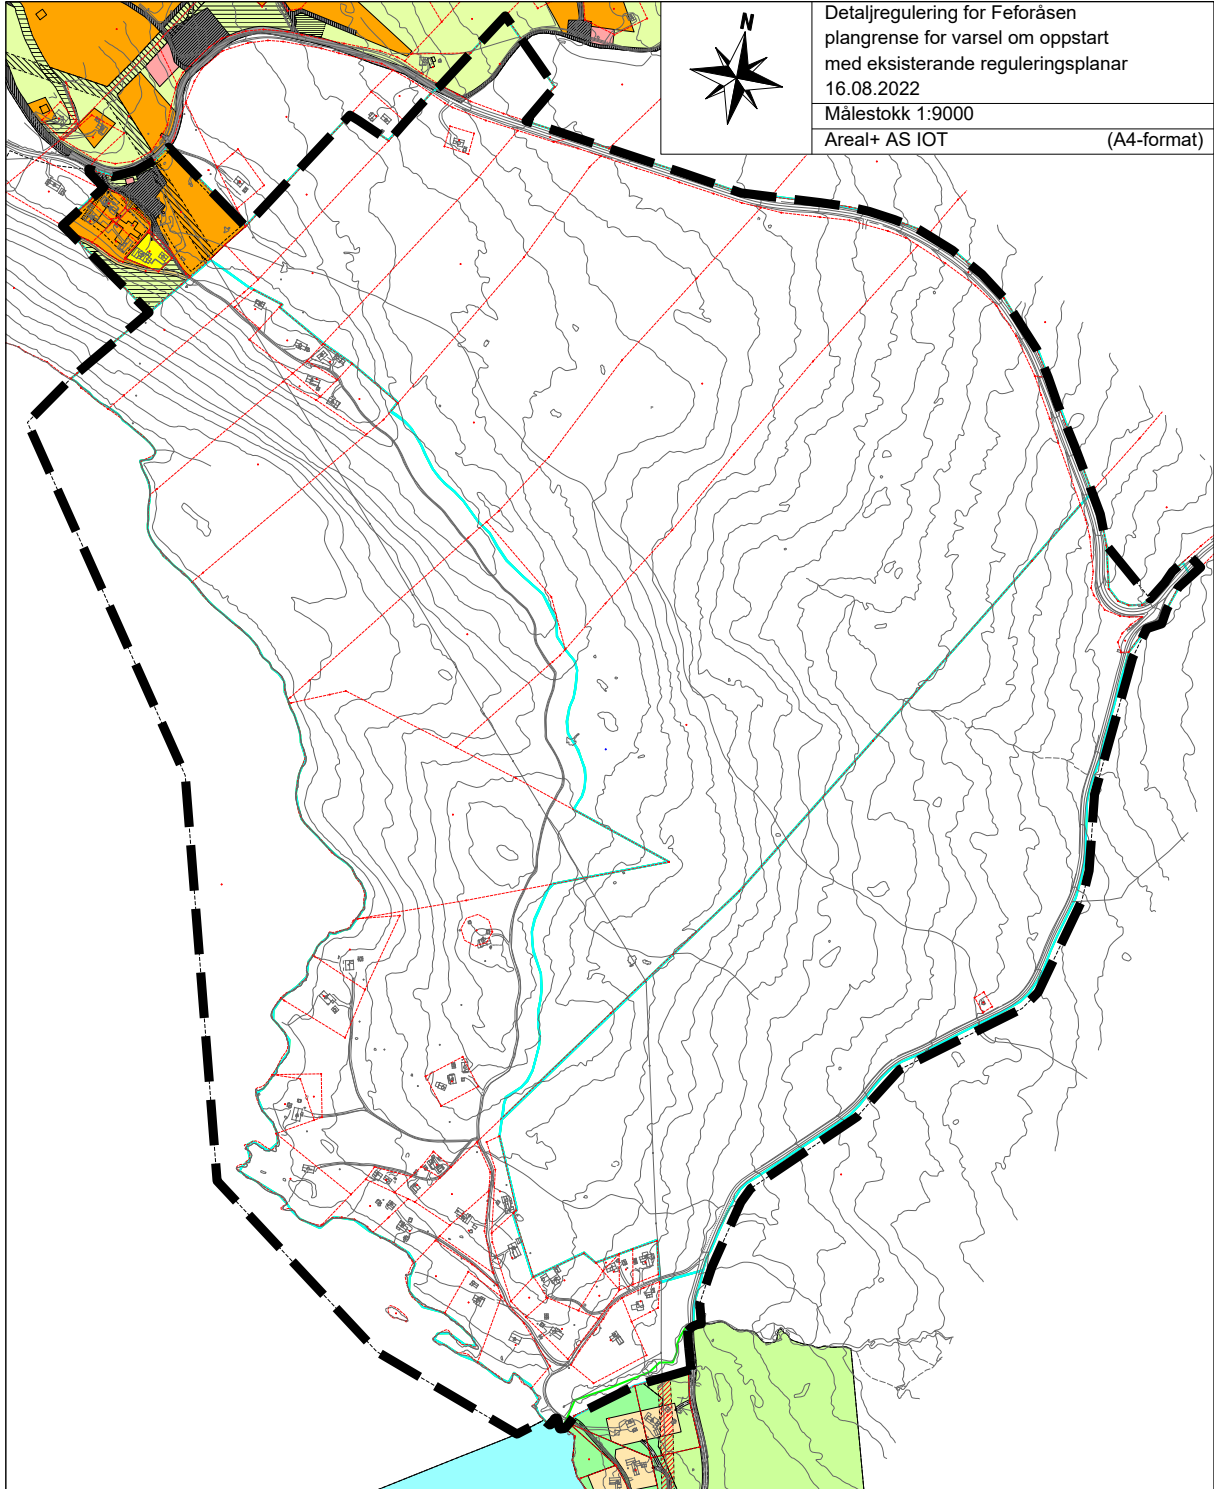 N
Detaljregulering for Feforåsen
plangrense for varsel om oppstart
med eksisterande reguleringsplanar
16.08.2022
Målestokk 1:9000
Areal+ AS IOT (A4-format)